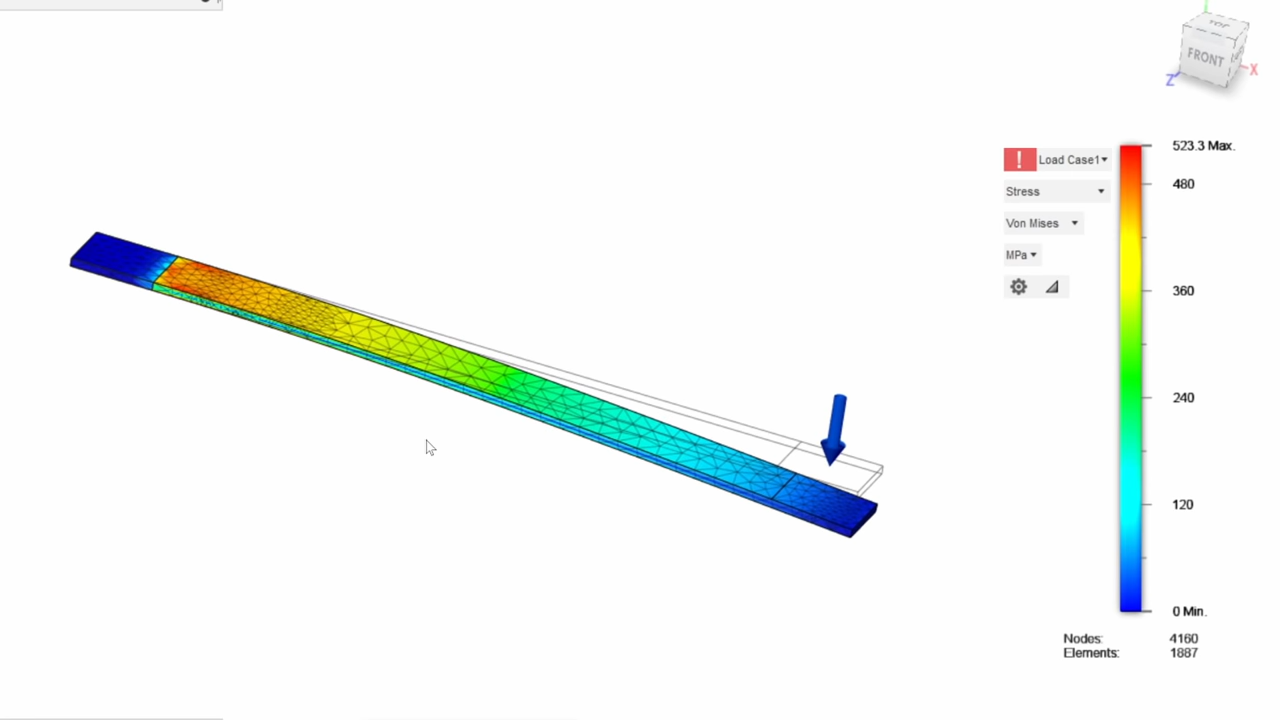 TOP
FRONT
Z
X
523.3 Max.
Load Case1
480
Stress
Von Mises
MPa
360
240
120
0 Min.
Nodes: 4160
Elements: 1887